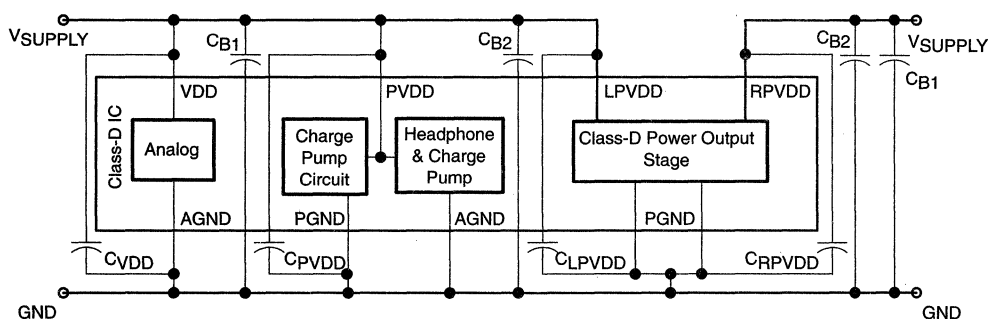 VSUPPLY
CB1
CB2
CB2
VSUPPLY
CB1
VDD
PVDD
LPVDD
RPVDD
Class-D IC
Analog
Charge
Pump
Circuit
Headphone
& Charge
Pump
Class-D Power Output
Stage
AGND
PGND
AGND
PGND
CVDD
CPVDD
CLPVDD
CRPVDD
GND
GND